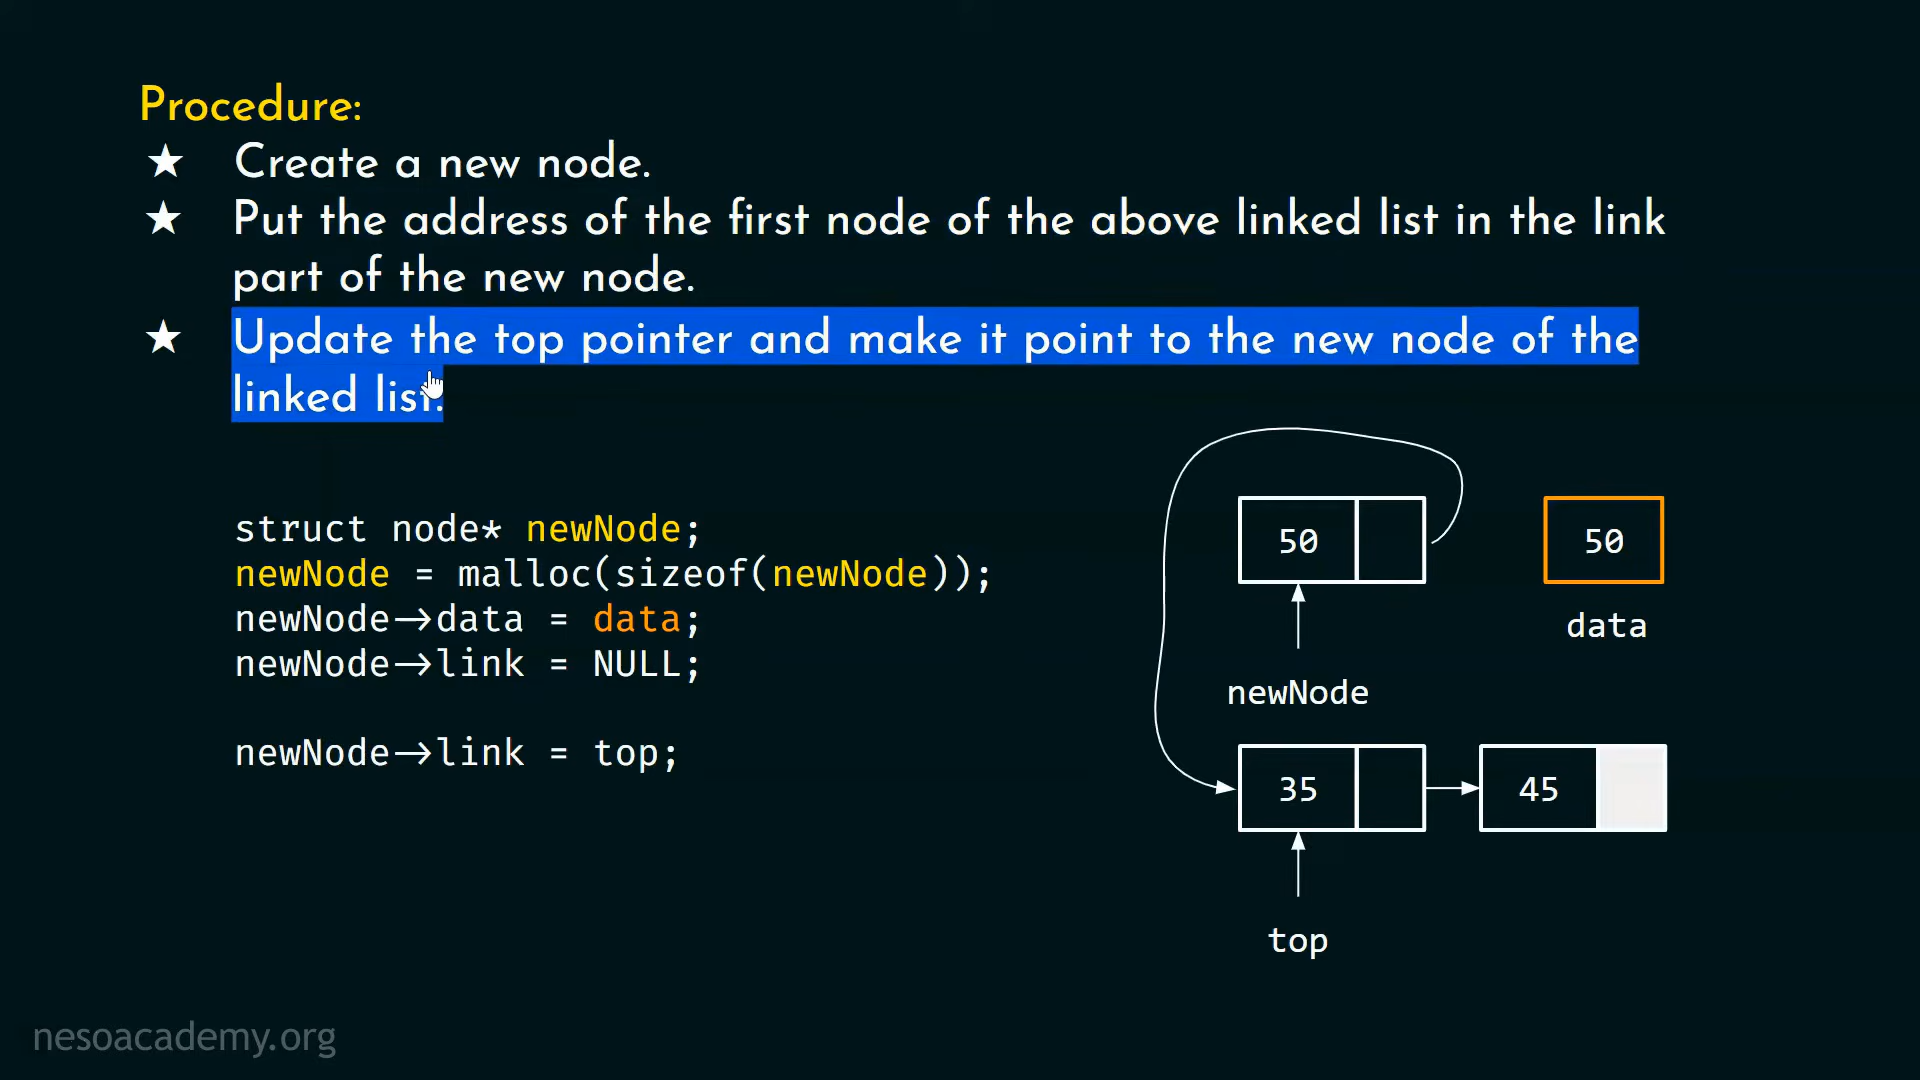 Procedure:
★ Create a new node.
★ Put the address of the first node of the above linked list in the link
part of the new node.
★ Update the top pointer and make it point to the new node of the
linked list.
struct node* newNode;
newNode = malloc(sizeof(newNode));
newNode→data = data;
newNode→link = NULL;
newNode→link = top;
50
50
data
newNode
35
45
top
nesoacademy.org